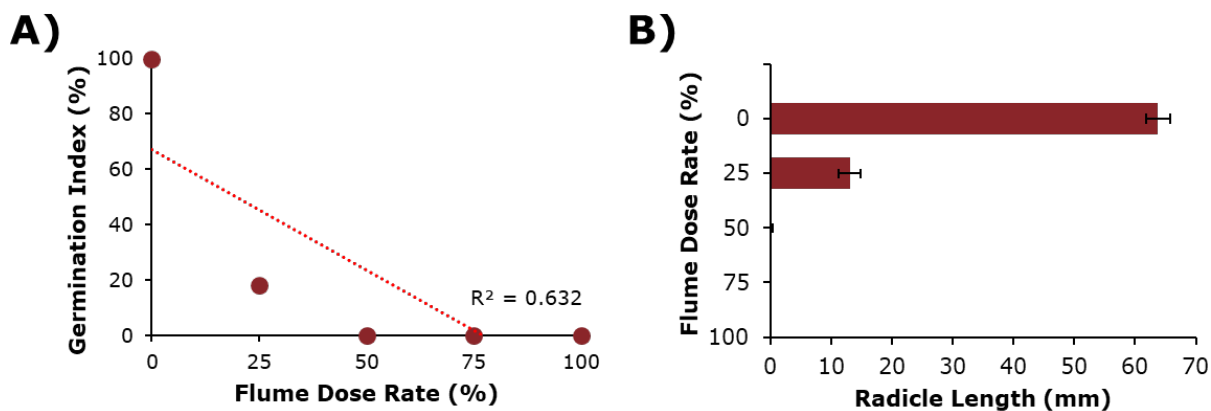 A)
Germination Index (%)
100
80
60
40
20
0
R² = 0.632
0 25 50 75 100
Flume Dose Rate (%)
B)
Flume Dose Rate (%)
0
25
50
75
100
0 10 20 30 40 50 60 70
Radicle Length (mm)